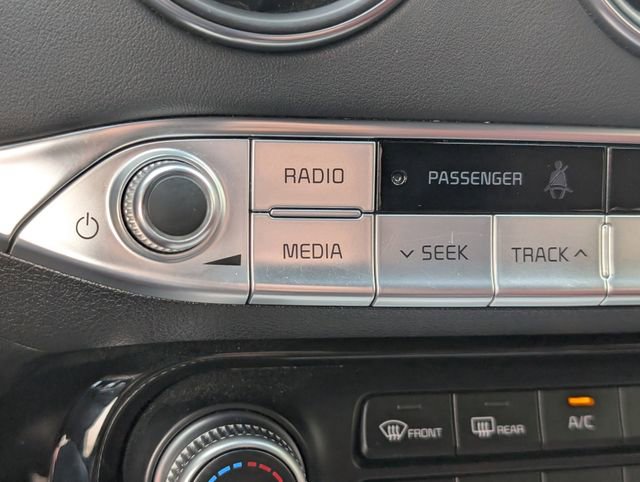 RADIO
PASSENGER
MEDIA
SEEK
TRACK
FRONT
REAR
A/C